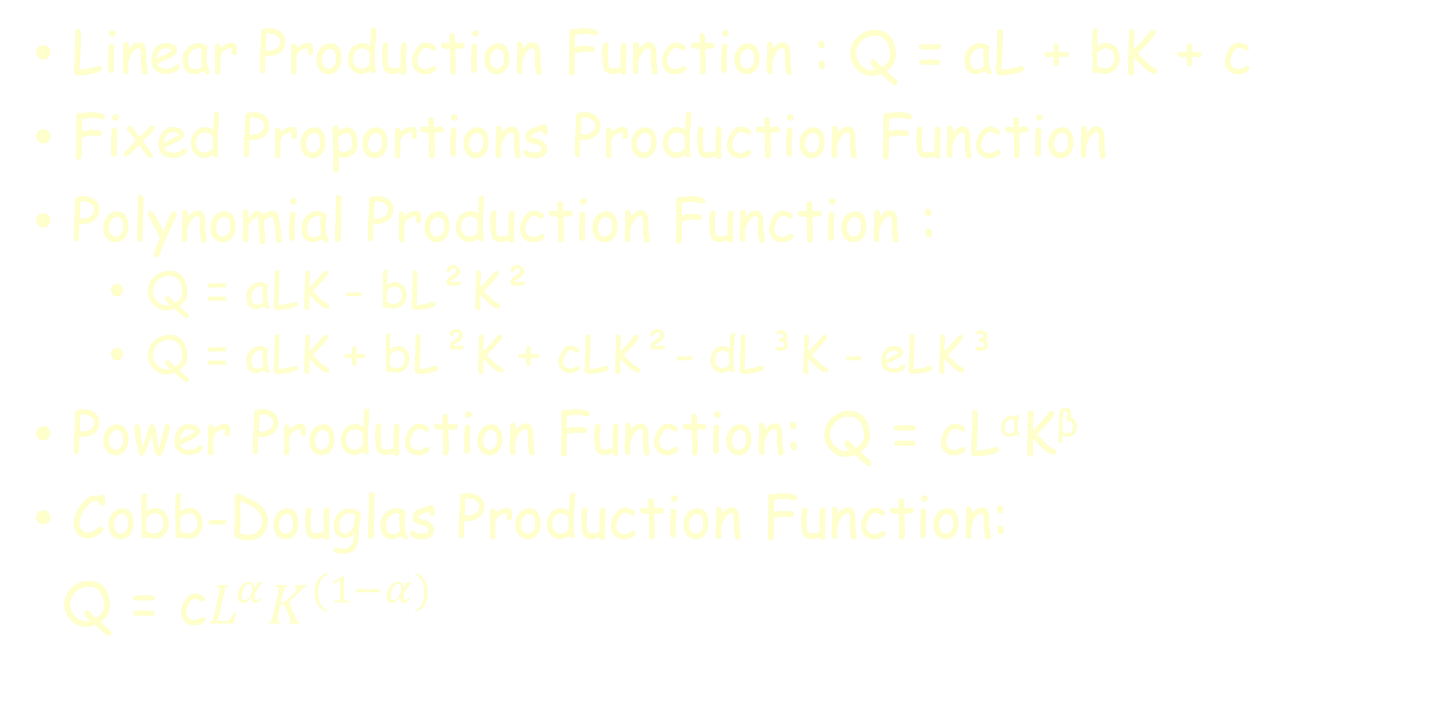 • Linear Production Function : Q = aL + bK + c
• Fixed Proportions Production Function
• Polynomial Production Function :
• Q = aLK - bL²K²
• Q = aLK + bL²K + cLK²- dL³K - eLK³
• Power Production Function: Q = cLᵅKᵝ
• Cobb-Douglas Production Function:
Q = c𝐿^𝛼 𝐾^(1−𝛼)